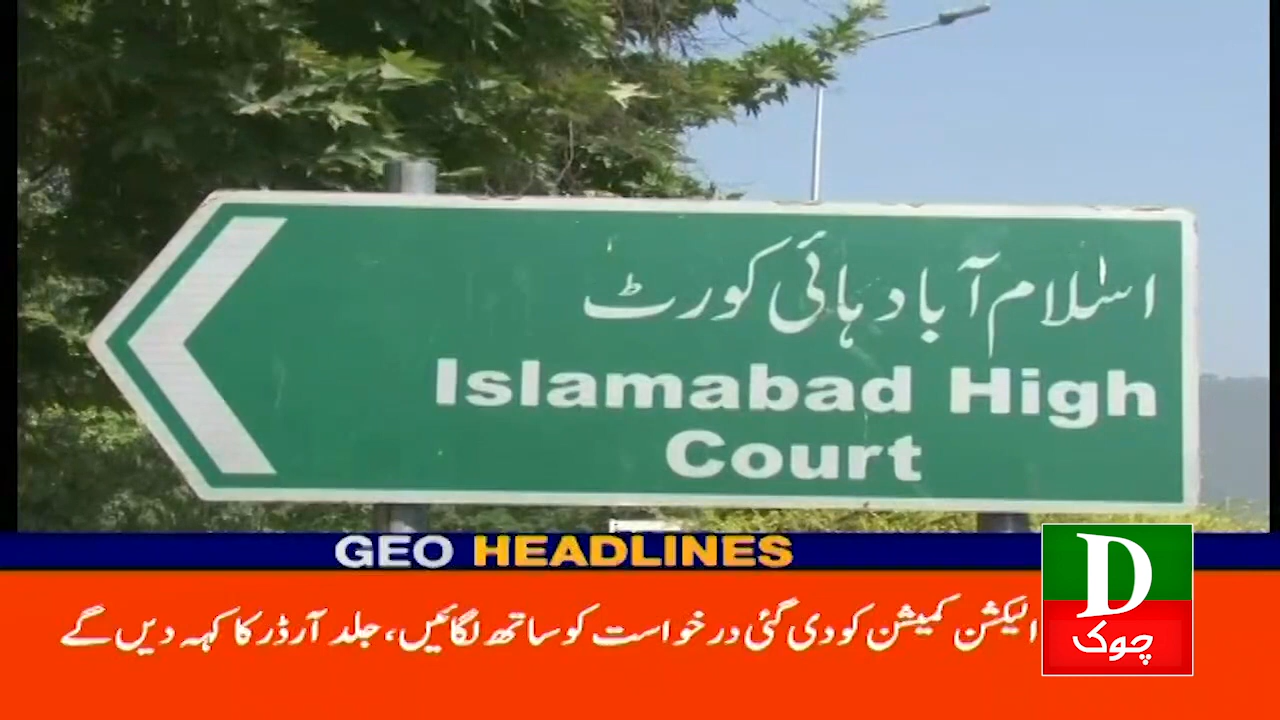 اسلام آباد ہائی کورٹ
Islamabad High
Court
GEO HEADLINES
الیکشن کمیشن کو دی گئی درخواست کو ساتھ لگائیں، جلد آرڈر کا کہہ دیں گے
D
چوک